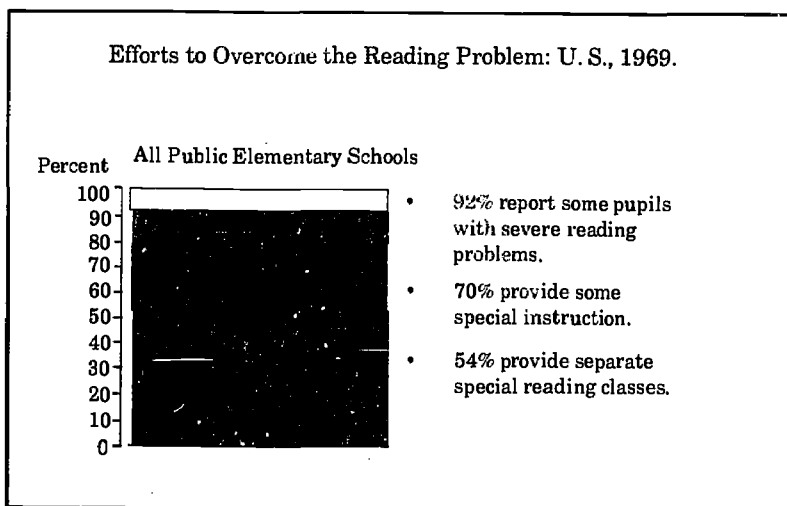 Efforts to Overcome the Reading Problem: U. S., 1969.
All Public Elementary Schools
Percent
100
90
80
70
60
50
40
30
20
10
0
• 92% report some pupils
with severe reading
problems.
• 70% provide some
special instruction.
• 54% provide separate
special reading classes.